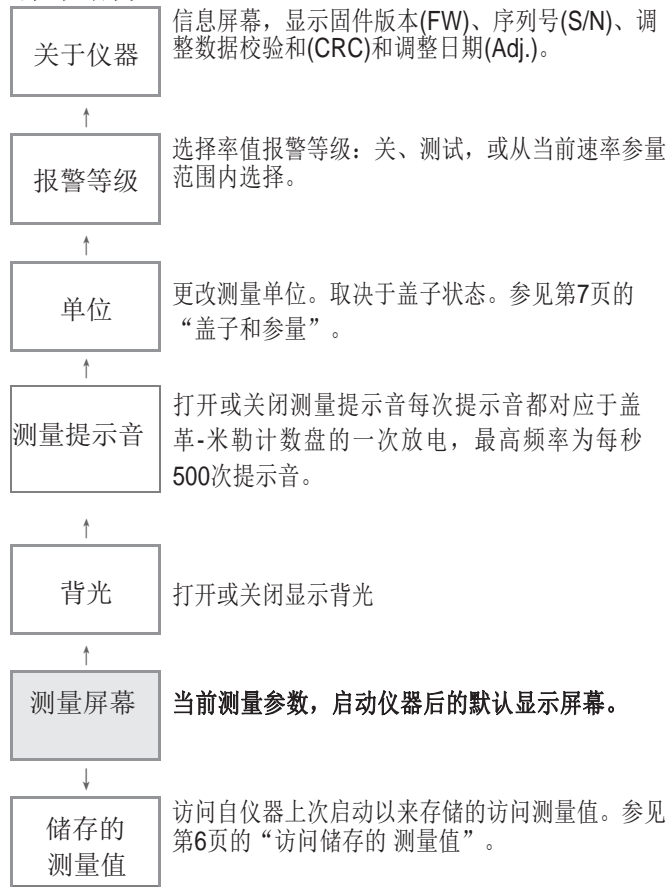 关于仪器
信息屏幕，显示固件版本(FW)、序列号(S/N)、调
整数据校验和(CRC)和调整日期(Adj.)。
↑
报警等级
选择率值报警等级：关、测试，或从当前速率参量
范围内选择。
↑
单位
更改测量单位。取决于盖子状态。参见第7页的
“盖子和参量”。
↑
测量提示音
打开或关闭测量提示音每次提示音都对应于盖
革-米勒计数盘的一次放电，最高频率为每秒
500次提示音。
↑
背光
打开或关闭显示背光
↑
测量屏幕
当前测量参数，启动仪器后的默认显示屏幕。
↓
储存的
测量值
访问自仪器上次启动以来存储的访问测量值。参见
第6页的“访问储存的 测量值”。